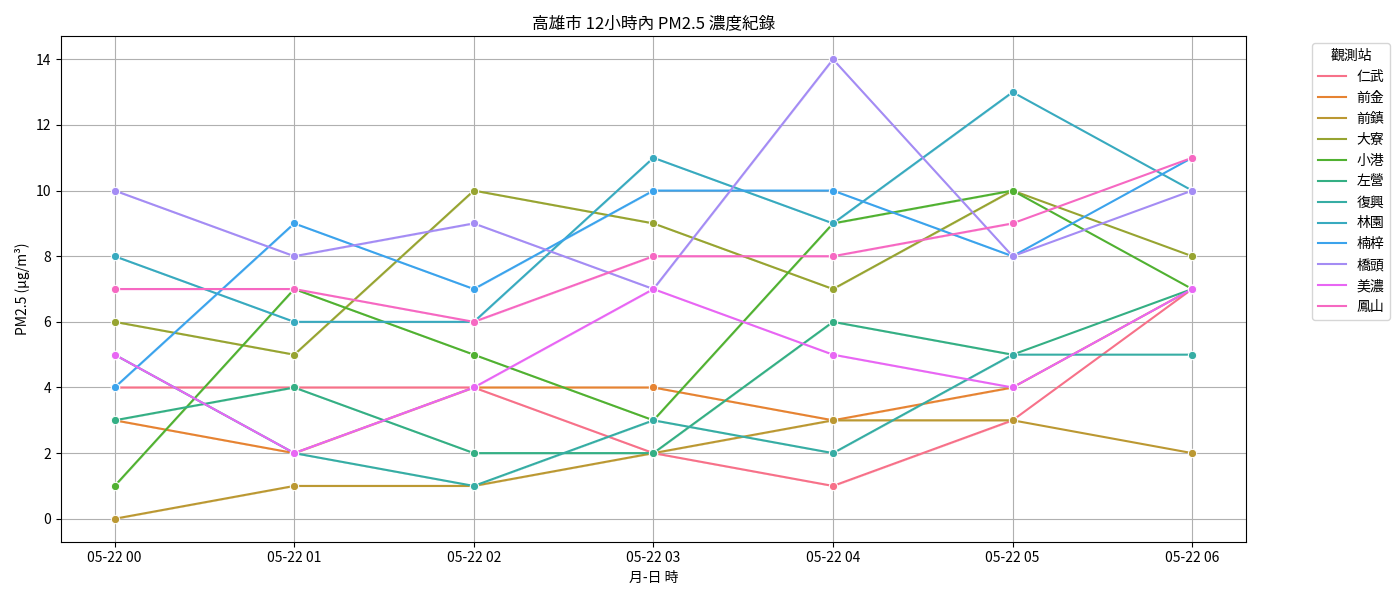 高雄市 12小時內 PM2.5 濃度紀錄
PM2.5 (μg/m³)
14
12
10
8
6
4
2
0
05-22 00
05-22 01
05-22 02
05-22 03
05-22 04
05-22 05
05-22 06
月-日 時
觀測站
仁武
前金
前鎮
大寮
小港
左營
復興
林園
楠梓
橋頭
美濃
鳳山